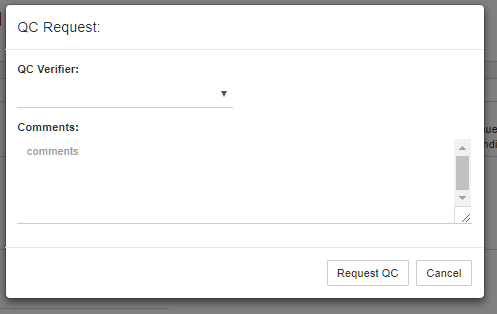 QC Request:
QC Verifier:
Comments:
comments
Request QC
Cancel